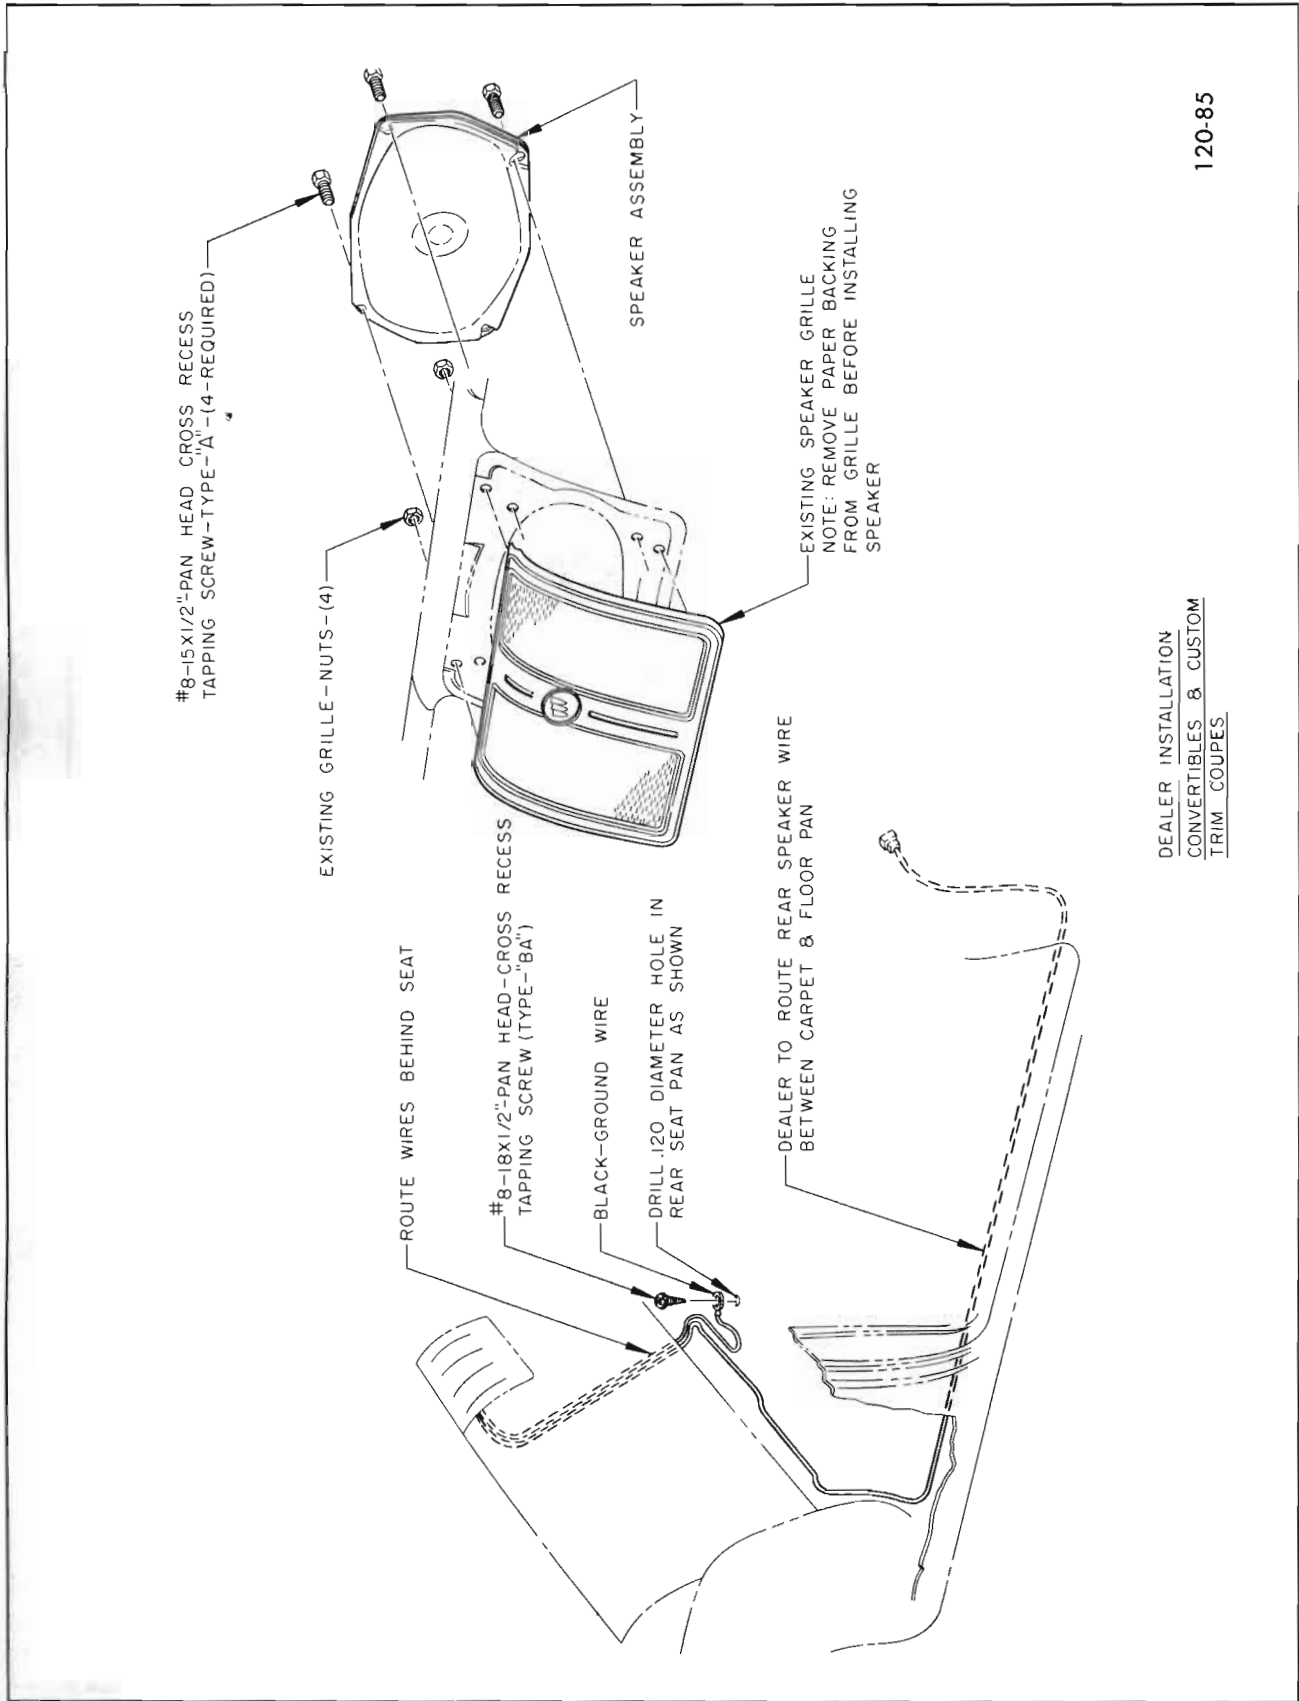 ROUTE WIRES BEHIND SEAT
#8-18X1/2"-PAN HEAD-CROSS RECESS
TAPPING SCREW (TYPE-"BA")
BLACK-GROUND WIRE
DRILL .120 DIAMETER HOLE IN
REAR SEAT PAN AS SHOWN
DEALER TO ROUTE REAR SPEAKER WIRE
BETWEEN CARPET & FLOOR PAN
#8-15X1/2"-PAN HEAD CROSS RECESS
TAPPING SCREW-TYPE-"A"-(4-REQUIRED)
EXISTING GRILLE-NUTS-(4)
SPEAKER ASSEMBLY
EXISTING SPEAKER GRILLE
NOTE: REMOVE PAPER BACKING
FROM GRILLE BEFORE INSTALLING
SPEAKER
DEALER INSTALLATION
CONVERTIBLES & CUSTOM
TRIM COUPES
120-85